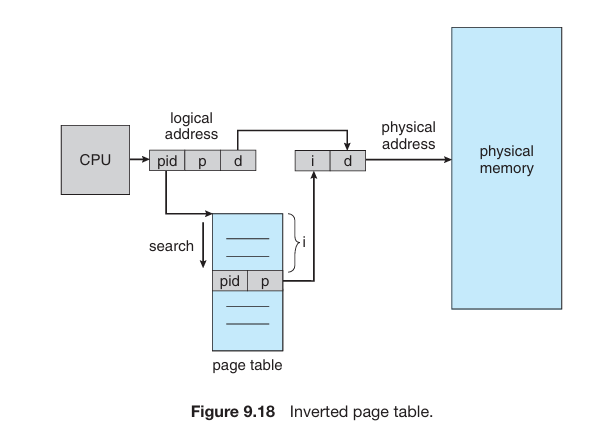 logical
address
CPU
pid p d
i d
physical
address
physical
memory
search
i
pid p
page table
Figure 9.18 Inverted page table.